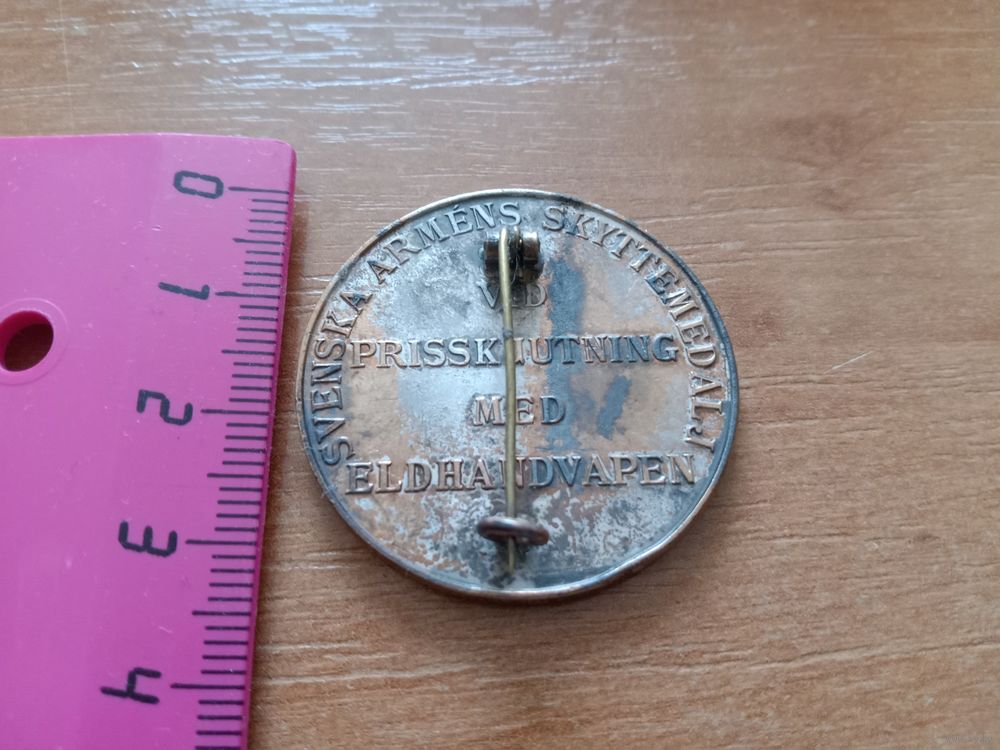 SVENSKA ARMÉNS SKYTTEMEDALJ
VID
PRISSKJUTNING
MED
ELDHANDVAPEN
0
1
2
3
4